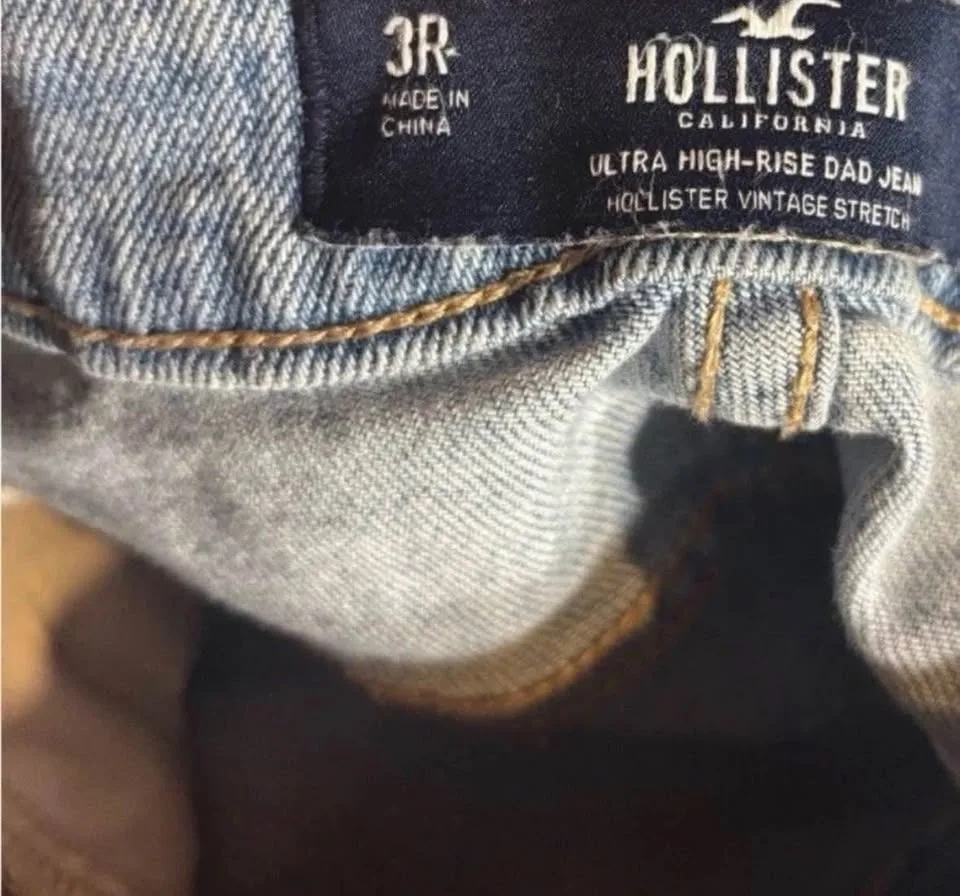 3R
MADE IN
CHINA
HOLLISTER
CALIFORNIA
ULTRA HIGH-RISE DAD JEAN
HOLLISTER VINTAGE STRETCH